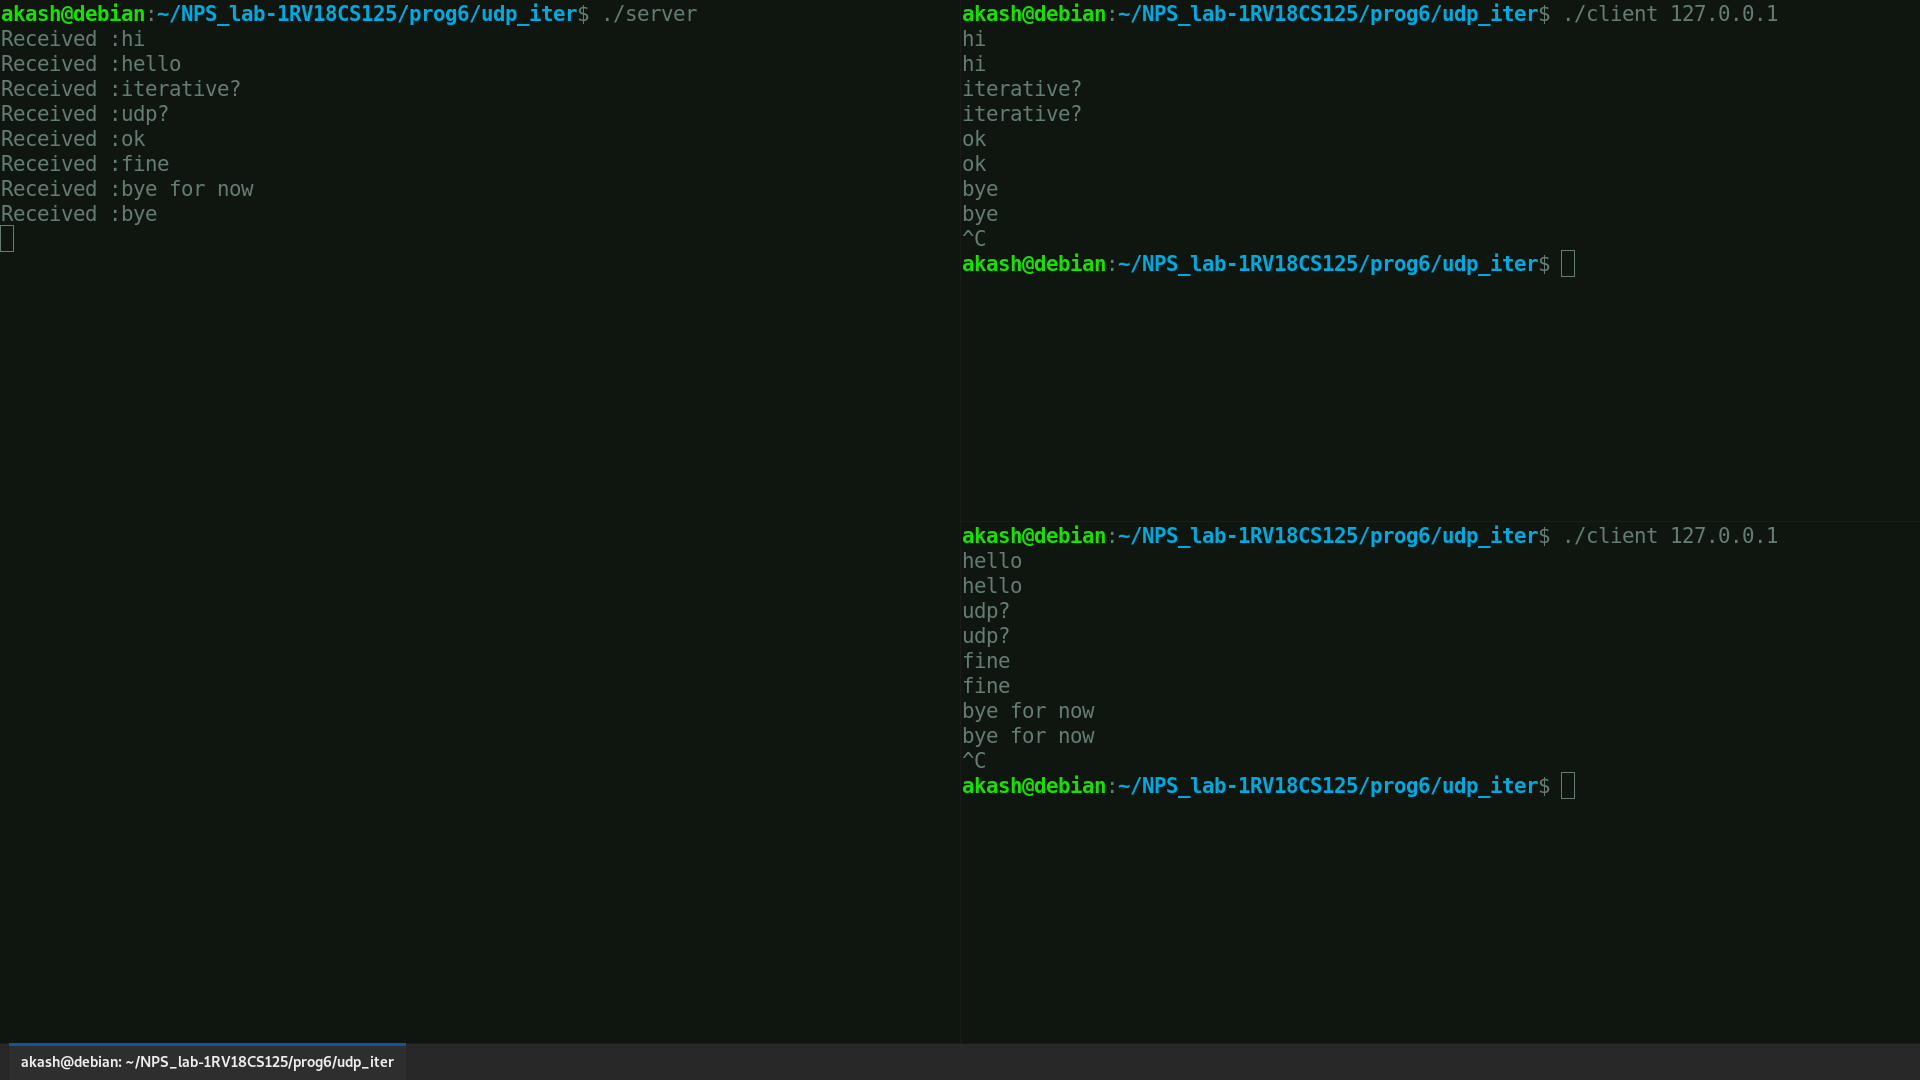 akash@debian:~/NPS_lab-1RV18CS125/prog6/udp_iter$ ./server
Received :hi
Received :hello
Received :iterative?
Received :udp?
Received :ok
Received :fine
Received :bye for now
Received :bye
akash@debian:~/NPS_lab-1RV18CS125/prog6/udp_iter$ ./client 127.0.0.1
hi
hi
iterative?
iterative?
ok
ok
bye
bye
^C
akash@debian:~/NPS_lab-1RV18CS125/prog6/udp_iter$
akash@debian:~/NPS_lab-1RV18CS125/prog6/udp_iter$ ./client 127.0.0.1
hello
hello
udp?
udp?
fine
fine
bye for now
bye for now
^C
akash@debian:~/NPS_lab-1RV18CS125/prog6/udp_iter$
akash@debian: ~/NPS_lab-1RV18CS125/prog6/udp_iter